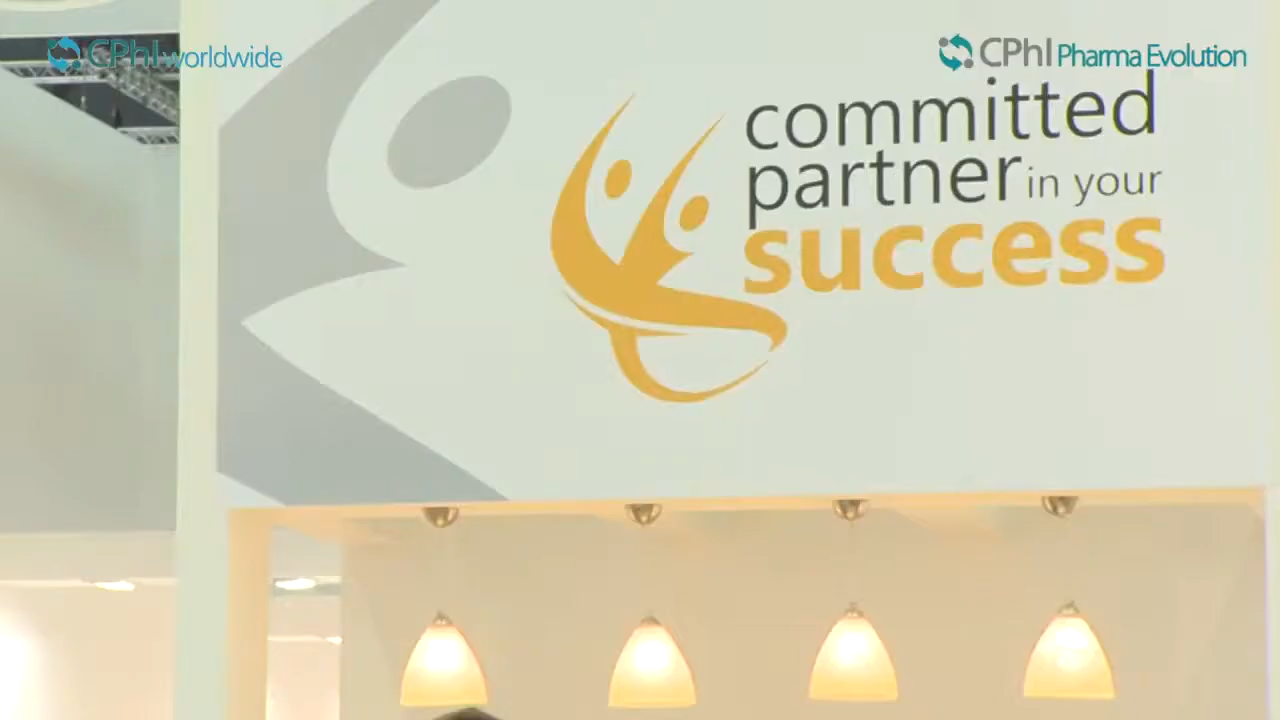 CPhI worldwide
CPhI Pharma Evolution
committed
partner in your
success